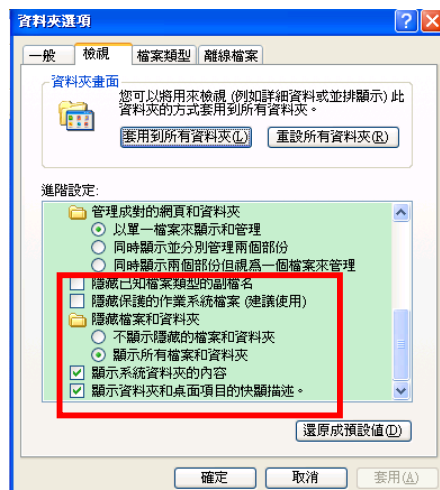 資料夾選項
一般 檢視 檔案類型 離線檔案
資料夾畫面
您可以將用來檢視 (例如詳細資料或並排顯示) 此
資料夾的方式套用到所有資料夾。
套用到所有資料夾(L) 重設所有資料夾(R)
進階設定:
管理成對的網頁和資料夾
以單一檔案來顯示和管理
同時顯示並分別管理兩個部份
同時顯示兩個部份但視為一個檔案來管理
隱藏已知檔案類型的副檔名
隱藏保護的作業系統檔案 (建議使用)
隱藏檔案和資料夾
不顯示隱藏的檔案和資料夾
顯示所有檔案和資料夾
顯示系統資料夾的內容
顯示資料夾和桌面項目的快顯描述。
還原成預設值(D)
確定 取消 套用(A)